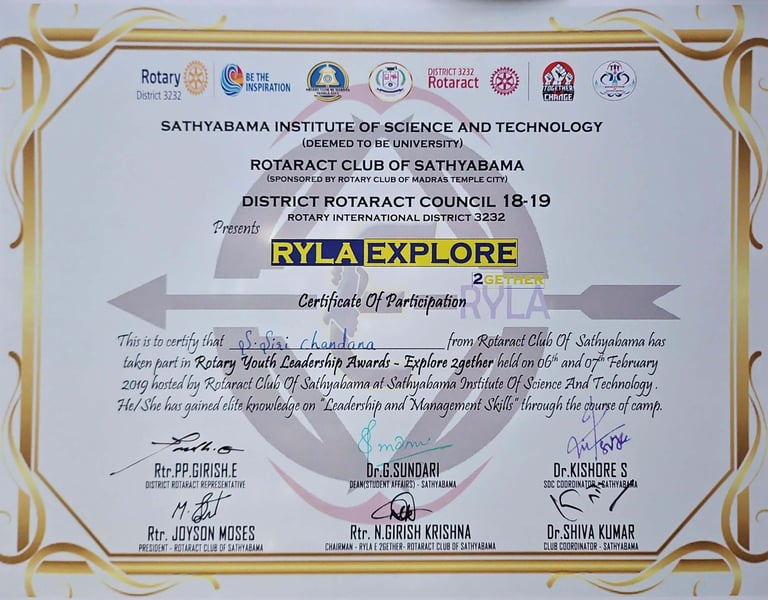 Rotary
District 3232
BE THE
INSPIRATION
DISTRICT 3232
Rotaract
TOGETHER
CHANGE
SATHYABAMA INSTITUTE OF SCIENCE AND TECHNOLOGY
(DEEMED TO BE UNIVERSITY)
ROTARACT CLUB OF SATHYABAMA
(SPONSORED BY ROTARY CLUB OF MADRAS TEMPLE CITY)
DISTRICT ROTARACT COUNCIL 18-19
ROTARY INTERNATIONAL DISTRICT 3232
Presents
RYLA EXPLORE
2GETHER
RYLA
Certificate Of Participation
This is to certify that S. Siri chandana from Rotaract Club Of Sathyabama has
taken part in Rotary Youth Leadership Awards - Explore 2gether held on 06th and 07th February
2019 hosted by Rotaract Club Of Sathyabama at Sathyabama Institute Of Science And Technology.
He/She has gained elite knowledge on "Leadership and Management Skills" through the course of camp.
Rtr.PP.GIRISH.E Dr.G.SUNDARI Dr.KISHORE S
DISTRICT ROTARACT REPRESENTATIVE DEAN(STUDENT AFFAIRS) - SATHYABAMA SDC COORDINATOR-SATHYABAMA
Rtr. JOYSON MOSES Rtr. N.GIRISH KRISHNA Dr.SHIVA KUMAR
PRESIDENT - ROTARACT CLUB OF SATHYABAMA CHAIRMAN - RYLA E 2GETHER- ROTARACT CLUB OF SATHYABAMA CLUB COORDINATOR - SATHYABAMA